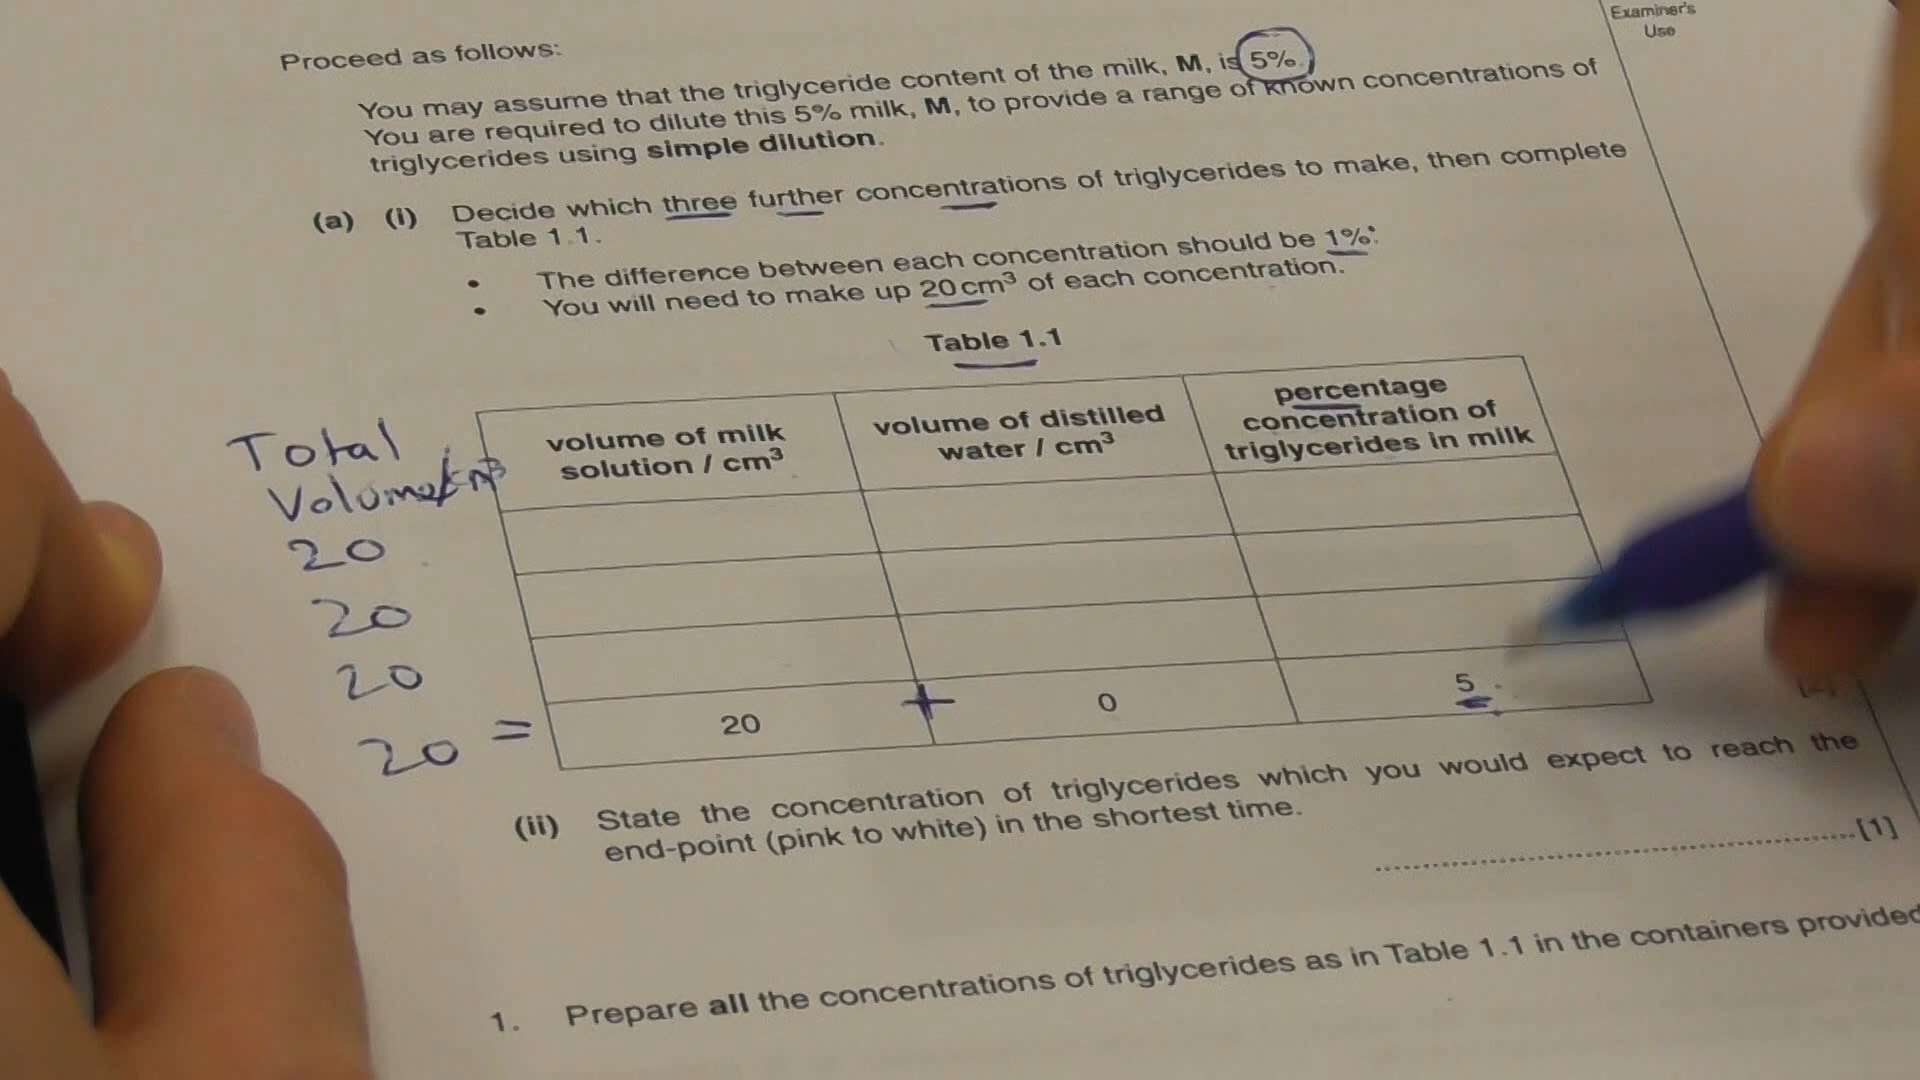 Examiner's
Use
Proceed as follows:
You may assume that the triglyceride content of the milk, M, is 5%.
You are required to dilute this 5% milk, M, to provide a range of known concentrations of
triglycerides using simple dilution.
(a) (i) Decide which three further concentrations of triglycerides to make, then complete
Table 1.1.
• The difference between each concentration should be 1%.
• You will need to make up 20 cm³ of each concentration.
Table 1.1
Total
Volume/cm³
volume of milk
solution / cm³
volume of distilled
water / cm³
percentage
concentration of
triglycerides in milk
20
20
20
20 = 20 + 0 5
(ii) State the concentration of triglycerides which you would expect to reach the
end-point (pink to white) in the shortest time.
[1]
1. Prepare all the concentrations of triglycerides as in Table 1.1 in the containers provided